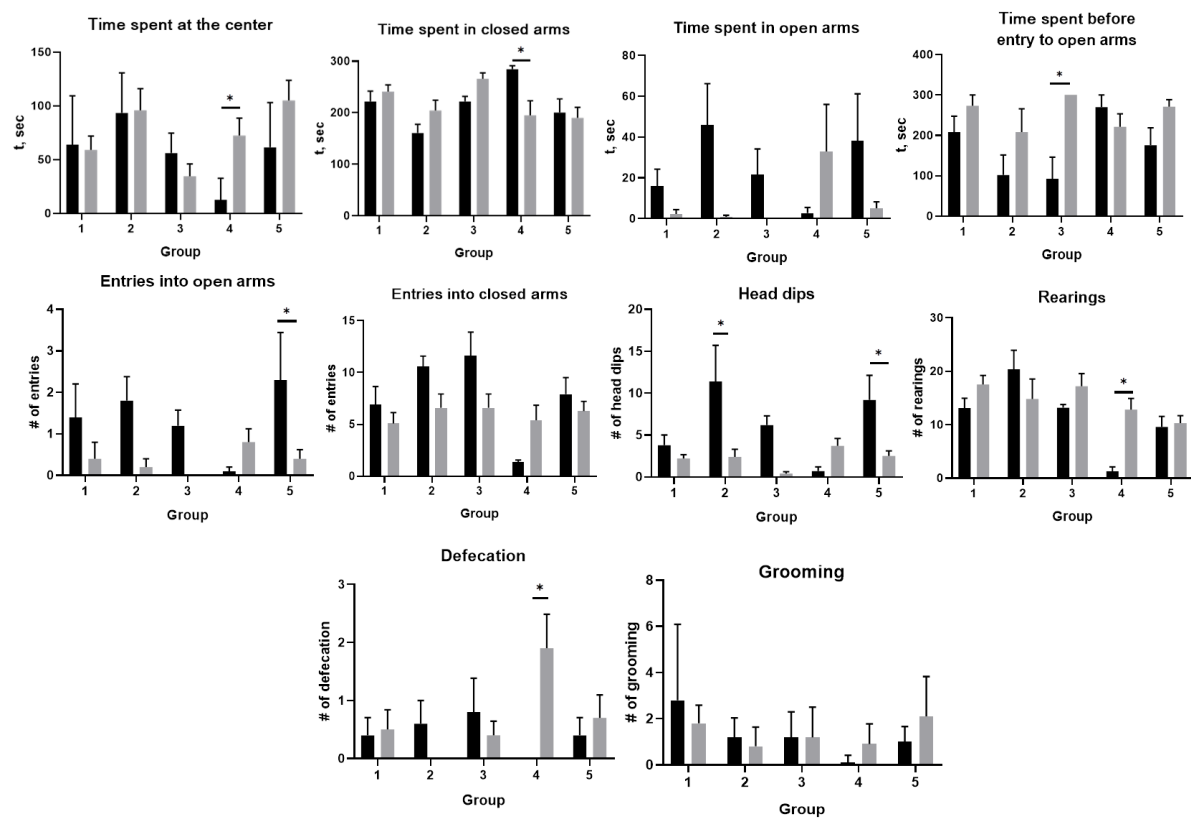 Time spent at the center
t, sec
150
100
50
0
*
1 2 3 4 5
Group
Time spent in closed arms
t, sec
300
200
100
0
*
1 2 3 4 5
Group
Time spent in open arms
t, sec
80
60
40
20
0
1 2 3 4 5
Group
Time spent before
entry to open arms
t, sec
400
300
200
100
0
*
1 2 3 4 5
Group
Entries into open arms
# of entries
4
3
2
1
0
*
1 2 3 4 5
Group
Entries into closed arms
# of entries
15
10
5
0
1 2 3 4 5
Group
Head dips
# of head dips
20
15
10
5
0
*
*
1 2 3 4 5
Group
Rearings
# of rearings
30
20
10
0
*
1 2 3 4 5
Group
Defecation
# of defecation
3
2
1
0
*
1 2 3 4 5
Group
Grooming
# of grooming
8
6
4
2
0
1 2 3 4 5
Group